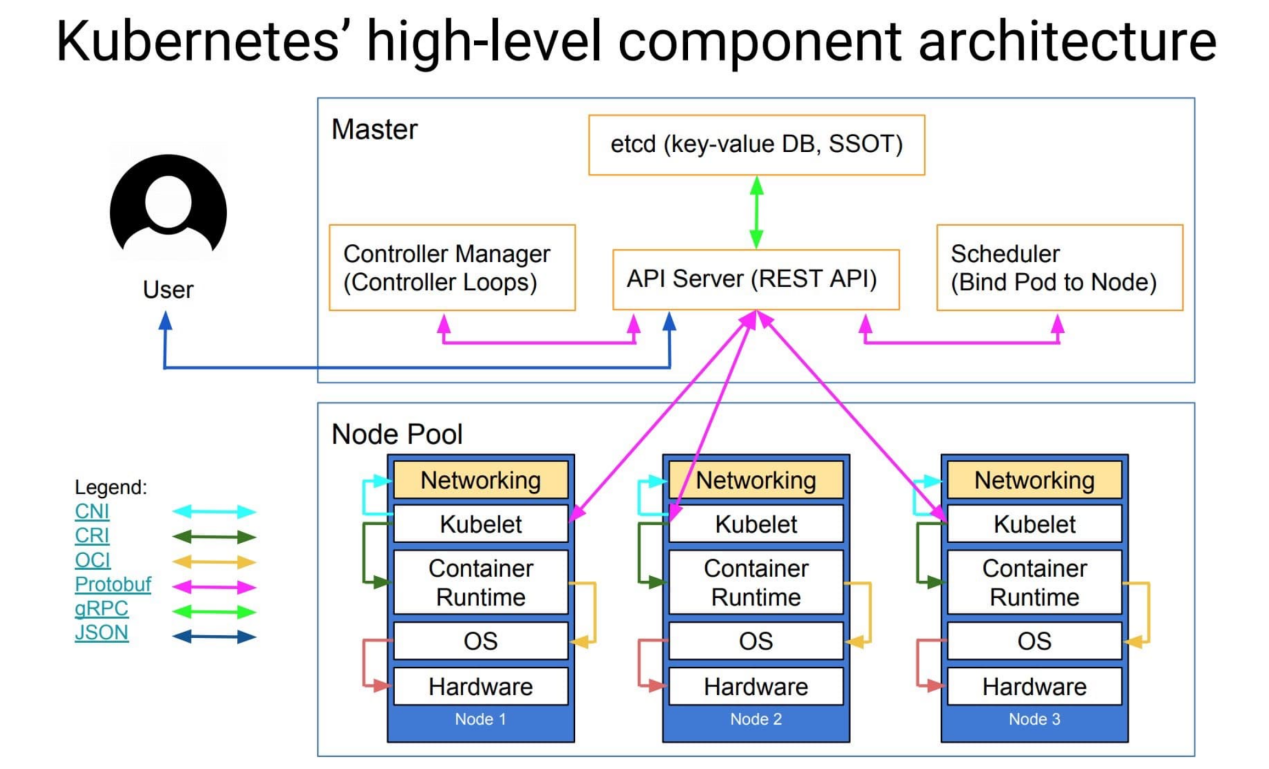 Kubernetes’ high-level component architecture
Master
etcd (key-value DB, SSOT)
Controller Manager
(Controller Loops)
API Server (REST API)
Scheduler
(Bind Pod to Node)
User
Node Pool
Networking
Kubelet
Container
Runtime
OS
Hardware
Node 1
Networking
Kubelet
Container
Runtime
OS
Hardware
Node 2
Networking
Kubelet
Container
Runtime
OS
Hardware
Node 3
Legend:
CNI
CRI
OCI
Protobuf
gRPC
JSON